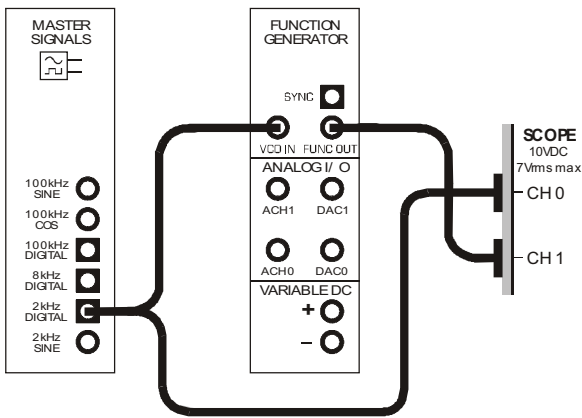 MASTER
SIGNALS
100kHz
SINE
100kHz
COS
100kHz
DIGITAL
8kHz
DIGITAL
2kHz
DIGITAL
2kHz
SINE
FUNCTION
GENERATOR
SYNC
VCO IN FUNC OUT
ANALOG I/ O
ACH1 DAC1
ACH0 DAC0
VARIABLE DC
+
−
SCOPE
10VDC
7Vrms max
CH 0
CH 1